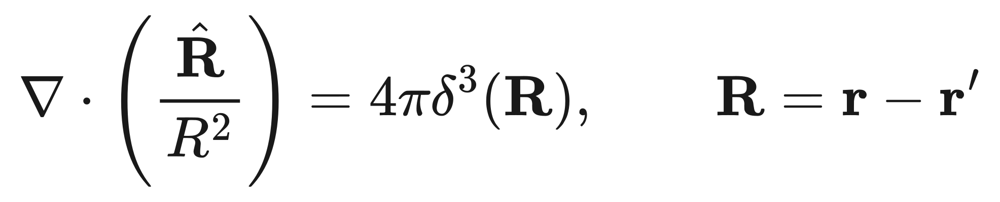 ∇ · ( R̂ / R² ) = 4πδ³(𝐑), 𝐑 = 𝐫 − 𝐫′